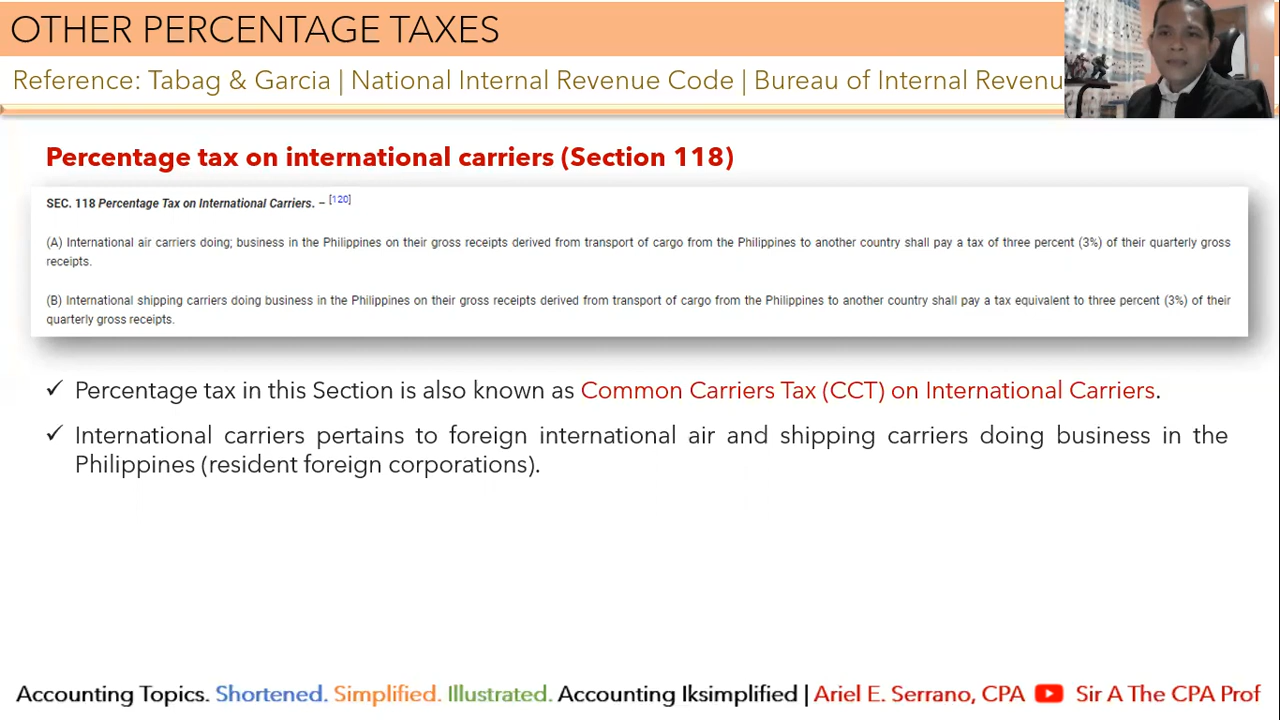 OTHER PERCENTAGE TAXES
Reference: Tabag & Garcia | National Internal Revenue Code | Bureau of Internal Revenu
Percentage tax on international carriers (Section 118)
SEC. 118 Percentage Tax on International Carriers. – [120]
(A) International air carriers doing; business in the Philippines on their gross receipts derived from transport of cargo from the Philippines to another country shall pay a tax of three percent (3%) of their quarterly gross
receipts.
(B) International shipping carriers doing business in the Philippines on their gross receipts derived from transport of cargo from the Philippines to another country shall pay a tax equivalent to three percent (3%) of their
quarterly gross receipts.
✓ Percentage tax in this Section is also known as Common Carriers Tax (CCT) on International Carriers.
✓ International carriers pertains to foreign international air and shipping carriers doing business in the
Philippines (resident foreign corporations).
Accounting Topics. Shortened. Simplified. Illustrated. Accounting Iksimplified | Ariel E. Serrano, CPA Sir A The CPA Prof